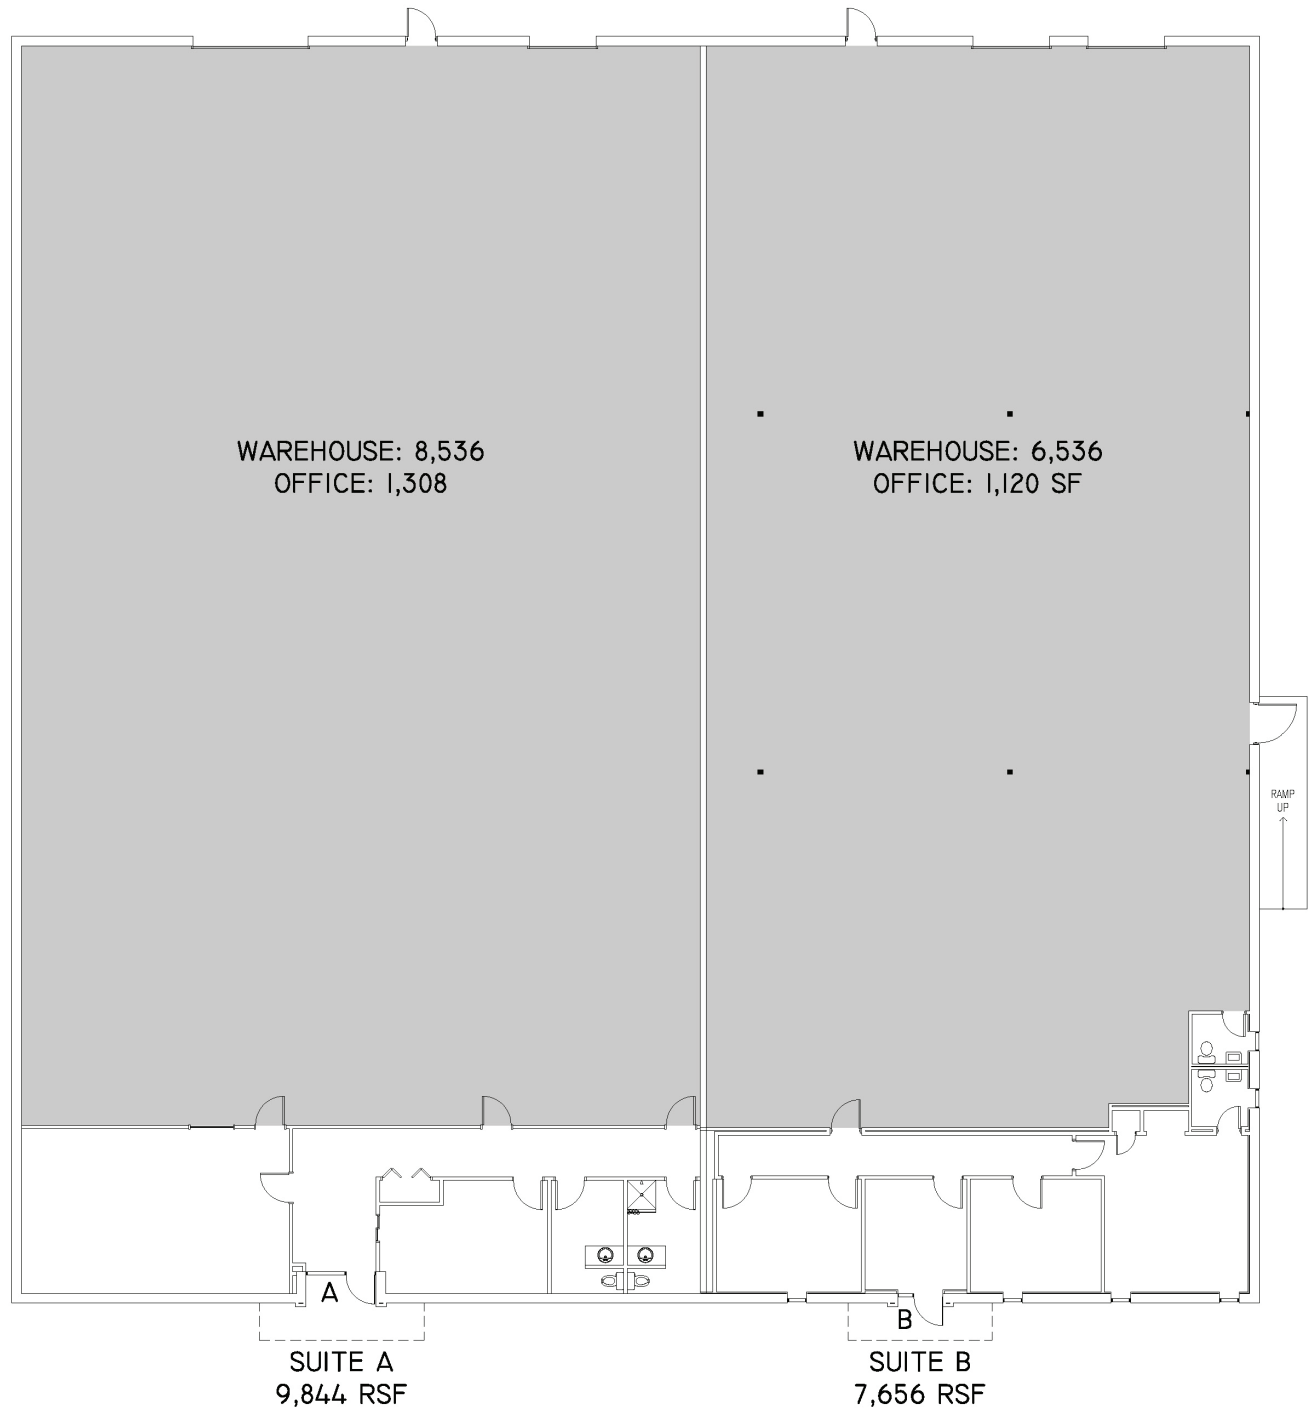 WAREHOUSE: 8,536
OFFICE: 1,308
WAREHOUSE: 6,536
OFFICE: 1,120 SF
RAMP
UP
A
B
SUITE A
9,844 RSF
SUITE B
7,656 RSF